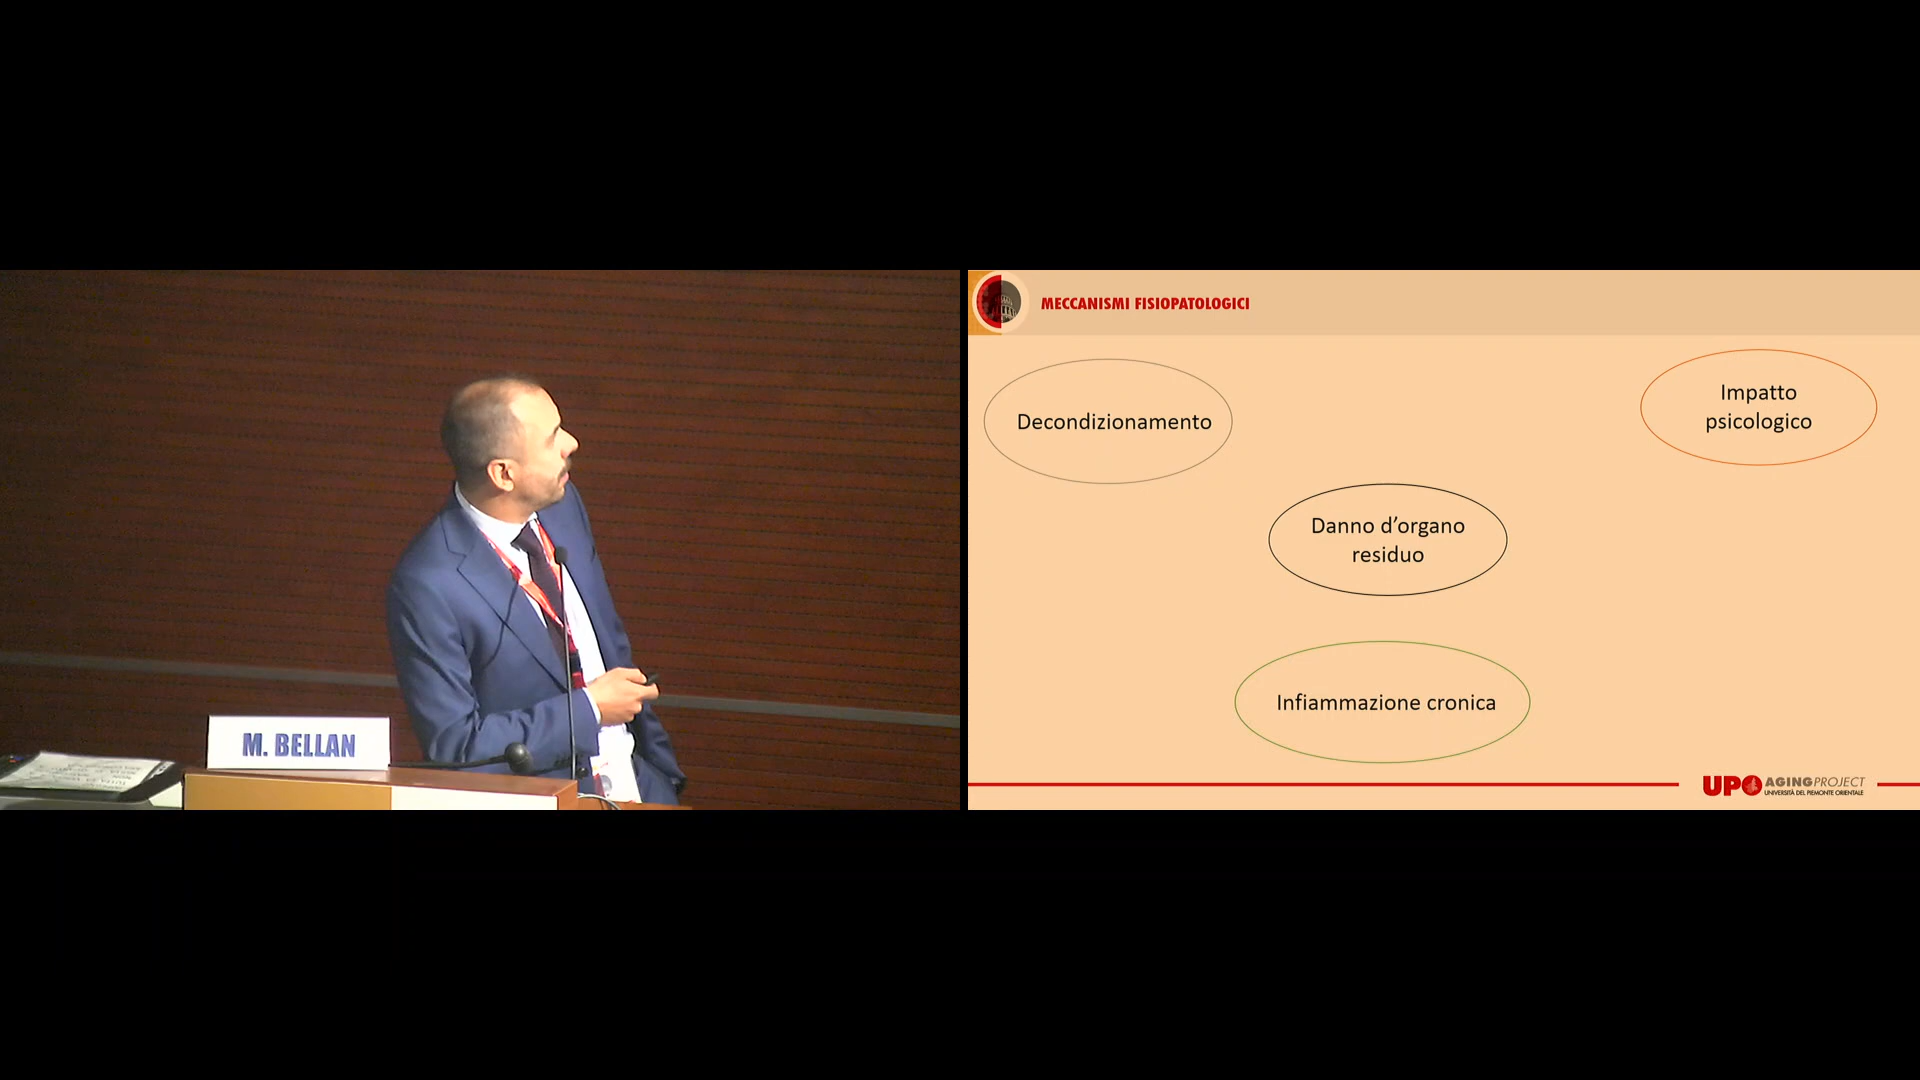 M. BELLAN
MECCANISMI FISIOPATOLOGICI
Decondizionamento
Impatto
psicologico
Danno d’organo
residuo
Infiammazione cronica
UPO AGINGPROJECT
UNIVERSITÀ DEL PIEMONTE ORIENTALE